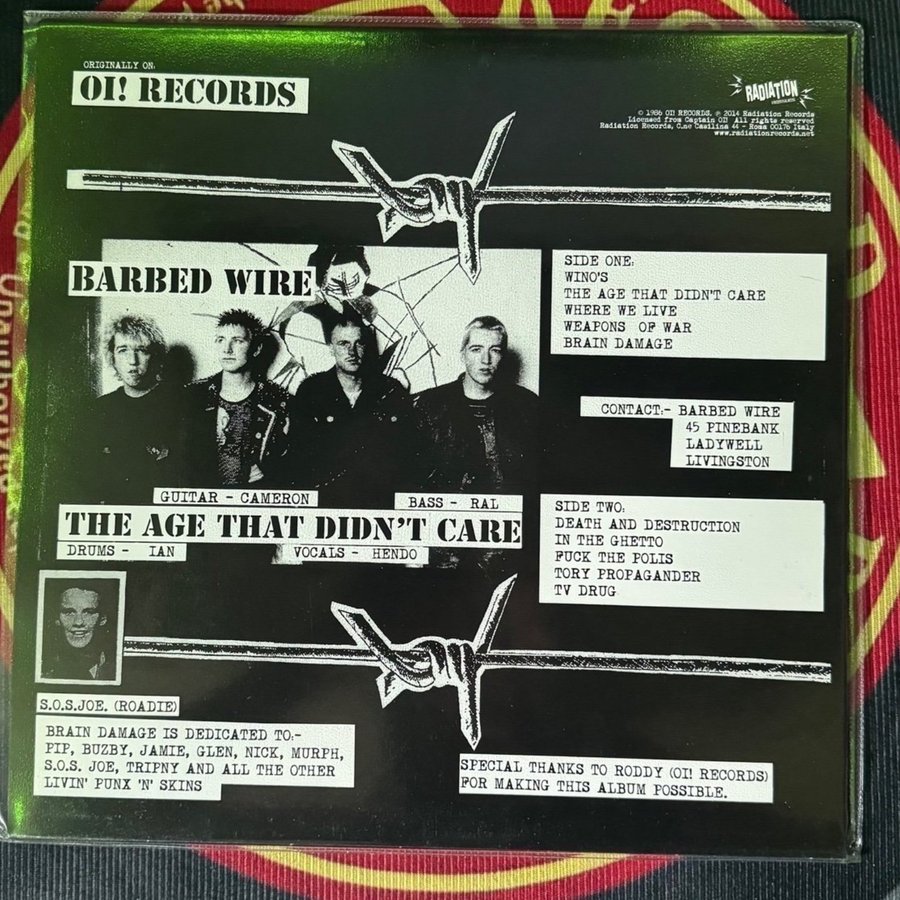 ORIGINALLY ON:
OI! RECORDS
RADIATION
© 1986 OI! RECORDS, ℗ 2014 Radiation Records
Licensed from Captain OI! All rights reserved
Radiation Records, C.ne Casilina 44 - Roma 00176 Italy
www.radiationrecords.net
BARBED WIRE
SIDE ONE:
WINO'S
THE AGE THAT DIDN'T CARE
WHERE WE LIVE
WEAPONS OF WAR
BRAIN DAMAGE
CONTACT:- BARBED WIRE
45 PINEBANK
LADYWELL
LIVINGSTON
GUITAR - CAMERON
BASS - RAL
THE AGE THAT DIDN'T CARE
DRUMS - IAN
VOCALS - HENDO
SIDE TWO:
DEATH AND DESTRUCTION
IN THE GHETTO
FUCK THE POLIS
TORY PROPAGANDER
TV DRUG
S.O.S.JOE. (ROADIE)
BRAIN DAMAGE IS DEDICATED TO:-
PIP, BUZBY, JAMIE, GLEN, NICK, MURPH,
S.O.S. JOE, TRIPNY AND ALL THE OTHER
LIVIN' PUNX 'N' SKINS
SPECIAL THANKS TO RODDY (OI! RECORDS)
FOR MAKING THIS ALBUM POSSIBLE.